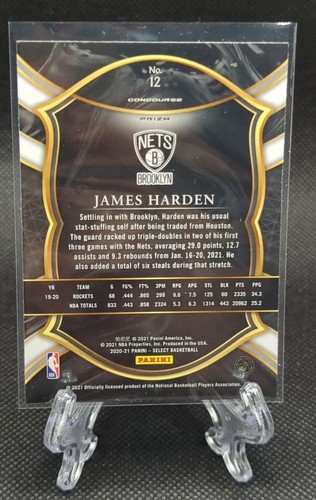 No.
12
CONCOURSE
PRIZM
NETS
B
BROOKLYN
JAMES HARDEN
Settling in with Brooklyn, Harden was his usual
stat-stuffing self after being traded from Houston.
The guard racked up triple-doubles in two of his first
three games with the Nets, averaging 29.0 points, 12.7
assists and 9.3 rebounds from Jan. 16-20, 2021. He
also added a total of six steals during that stretch.
YR TEAM G FG% FT% 3FG RPG APG STL BLK PTS PPG
19-20 ROCKETS 68 .444 .865 299 6.6 7.5 125 60 2335 34.3
NBA TOTALS 833 .443 .858 2324 5.3 6.3 1314 443 20962 25.2
© 2021 Panini America, Inc.
© 2021 NBA Properties, Inc. Produced in the USA.
2020-21 PANINI - SELECT BASKETBALL
PANINI
NBA
© 2021 Officially licensed product of the National Basketball Players Association.